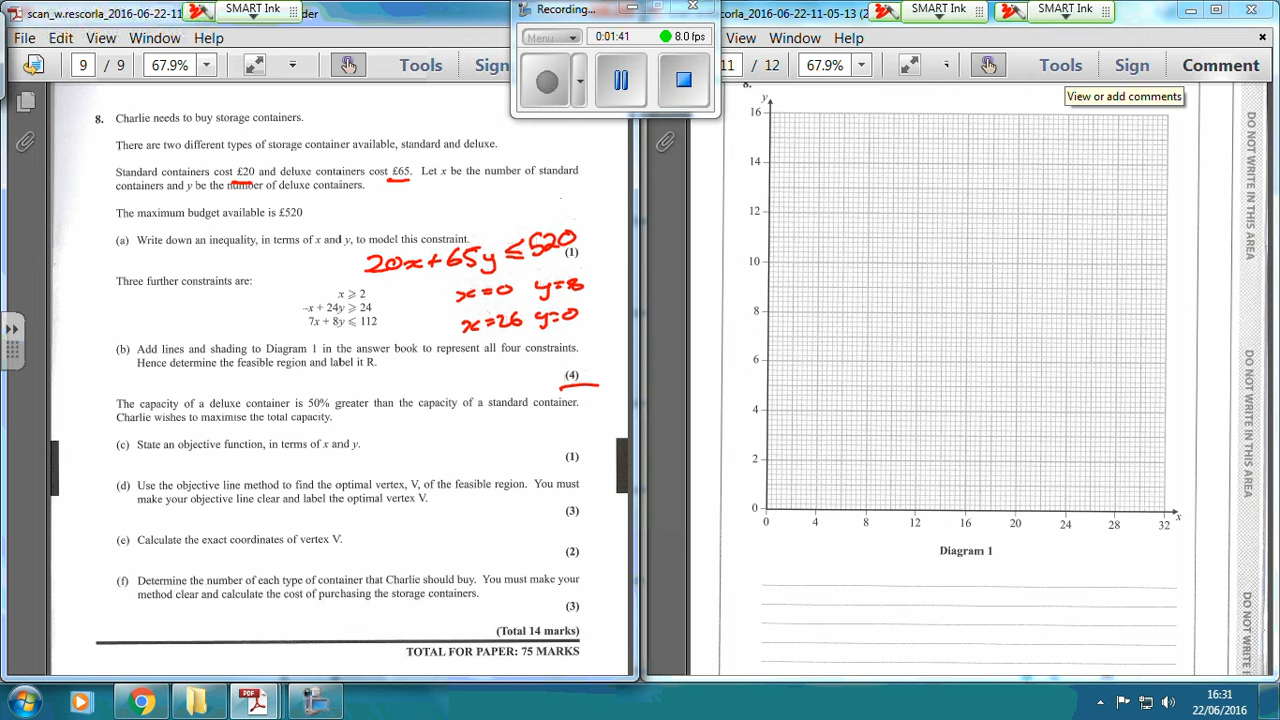 scan_w.rescorla_2016-06-22-11
SMART Ink
der
Recording...
rescorla_2016-06-22-11-05-13 (2
SMART Ink
SMART Ink
File Edit View Window Help
Menu
0:01:41
8.0 fps
View Window Help
9 / 9
67.9%
Tools
Sign
11 / 12
67.9%
Tools
Sign
Comment
View or add comments
8. Charlie needs to buy storage containers.
There are two different types of storage container available, standard and deluxe.
Standard containers cost £20 and deluxe containers cost £65. Let x be the number of standard
containers and y be the number of deluxe containers.
The maximum budget available is £520
(a) Write down an inequality, in terms of x and y, to model this constraint.
(1)
20x+65y ≤ 520
Three further constraints are:
x ⩾ 2
-x + 24y ⩾ 24
7x + 8y ⩽ 112
x=0 y=8
x=26 y=0
(b) Add lines and shading to Diagram 1 in the answer book to represent all four constraints.
Hence determine the feasible region and label it R.
(4)
The capacity of a deluxe container is 50% greater than the capacity of a standard container.
Charlie wishes to maximise the total capacity.
(c) State an objective function, in terms of x and y.
(1)
(d) Use the objective line method to find the optimal vertex, V, of the feasible region. You must
make your objective line clear and label the optimal vertex V.
(3)
(e) Calculate the exact coordinates of vertex V.
(2)
(f) Determine the number of each type of container that Charlie should buy. You must make your
method clear and calculate the cost of purchasing the storage containers.
(3)
(Total 14 marks)
TOTAL FOR PAPER: 75 MARKS
y
16
14
12
10
8
6
4
2
0
0 4 8 12 16 20 24 28 32 x
Diagram 1
DO NOT WRITE IN THIS AREA
DO NOT WRITE IN THIS AREA
DO NOT WRITE I
16:31
22/06/2016